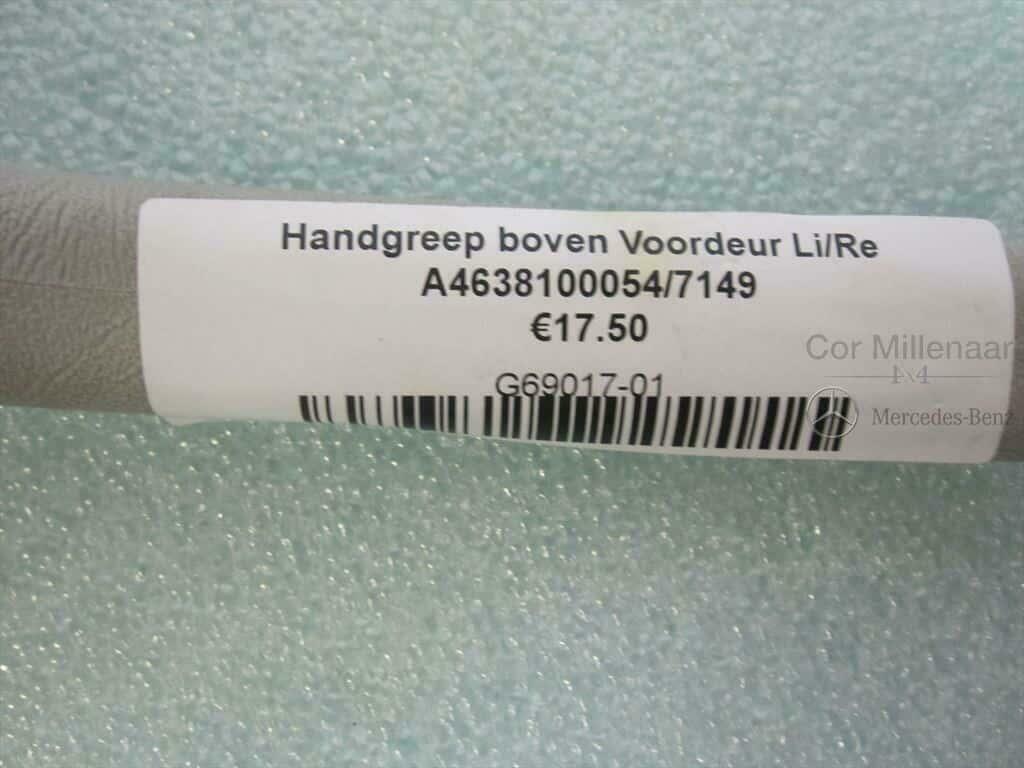 Handgreep boven Voordeur Li/Re
A4638100054/7149
€17.50
G69017-01
Cor Millenaar
4x4
Mercedes-Benz